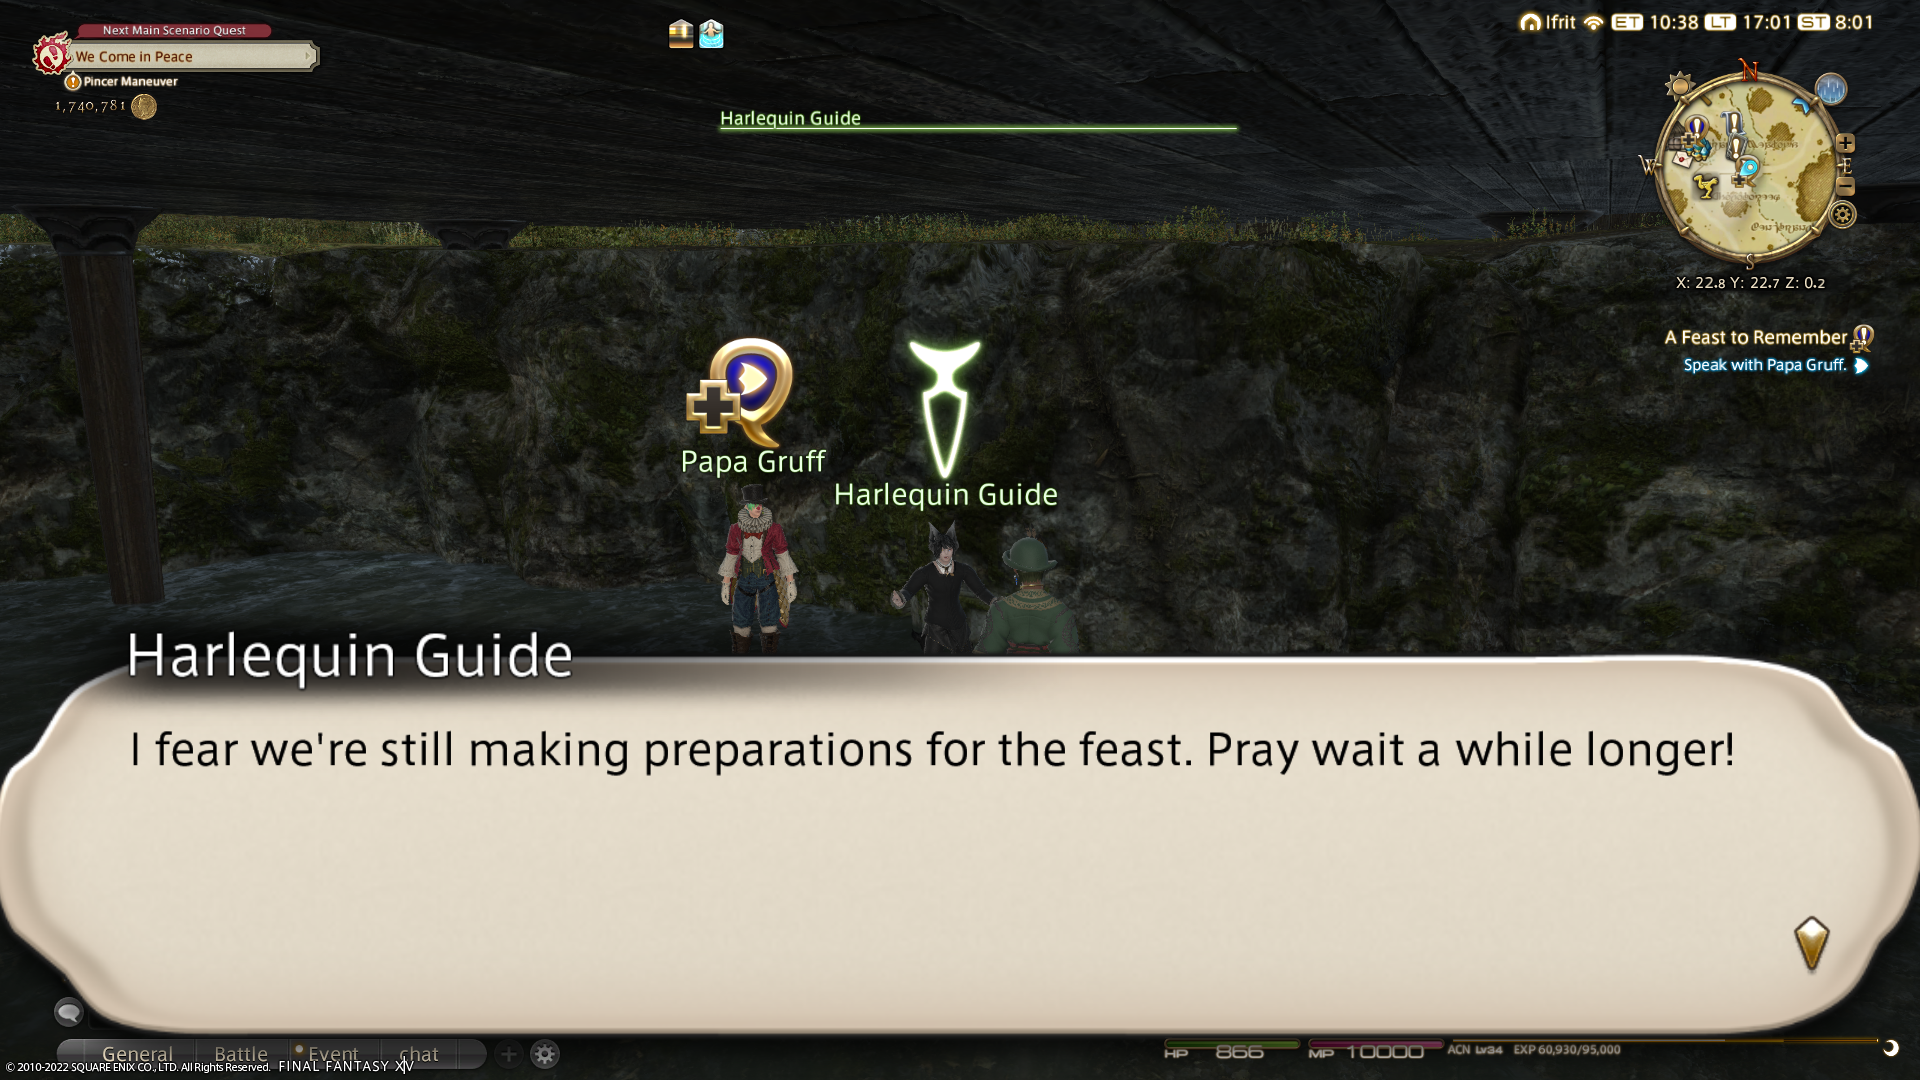 Next Main Scenario Quest
We Come in Peace
Pincer Maneuver
1,740,781
Ifrit ET 10:38 LT 17:01 ST 8:01
Harlequin Guide
N
W
E
S
X: 22.8 Y: 22.7 Z: 0.2
A Feast to Remember
Speak with Papa Gruff.
Papa Gruff
Harlequin Guide
Harlequin Guide
I fear we're still making preparations for the feast. Pray wait a while longer!
General Battle Event chat
HP 866 MP 10000 ACN Lv34 EXP 60,930/95,000
© 2010-2022 SQUARE ENIX CO., LTD. All Rights Reserved. FINAL FANTASY XIV